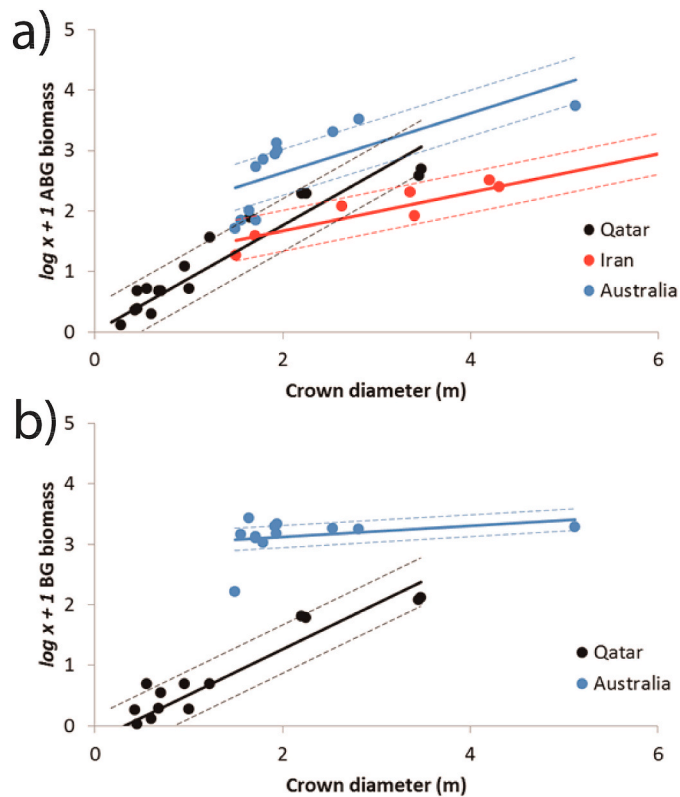 a)
5
4
3
2
1
0
log x + 1 ABG biomass
Qatar
Iran
Australia
0 2 4 6
Crown diameter (m)
b)
5
4
3
2
1
0
log x + 1 BG biomass
Qatar
Australia
0 2 4 6
Crown diameter (m)